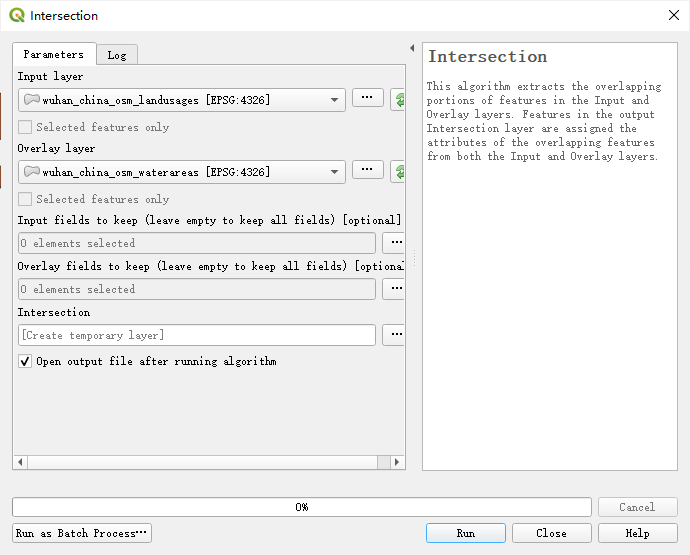 Intersection
Parameters
Log
Input layer
wuhan_china_osm_landusages [EPSG:4326]
Selected features only
Overlay layer
wuhan_china_osm_waterareas [EPSG:4326]
Selected features only
Input fields to keep (leave empty to keep all fields) [optional]
0 elements selected
Overlay fields to keep (leave empty to keep all fields) [optional
0 elements selected
Intersection
[Create temporary layer]
Open output file after running algorithm
Intersection
This algorithm extracts the overlapping
portions of features in the Input and
Overlay layers. Features in the output
Intersection layer are assigned the
attributes of the overlapping features
from both the Input and Overlay layers.
0%
Cancel
Run as Batch Process…
Run
Close
Help